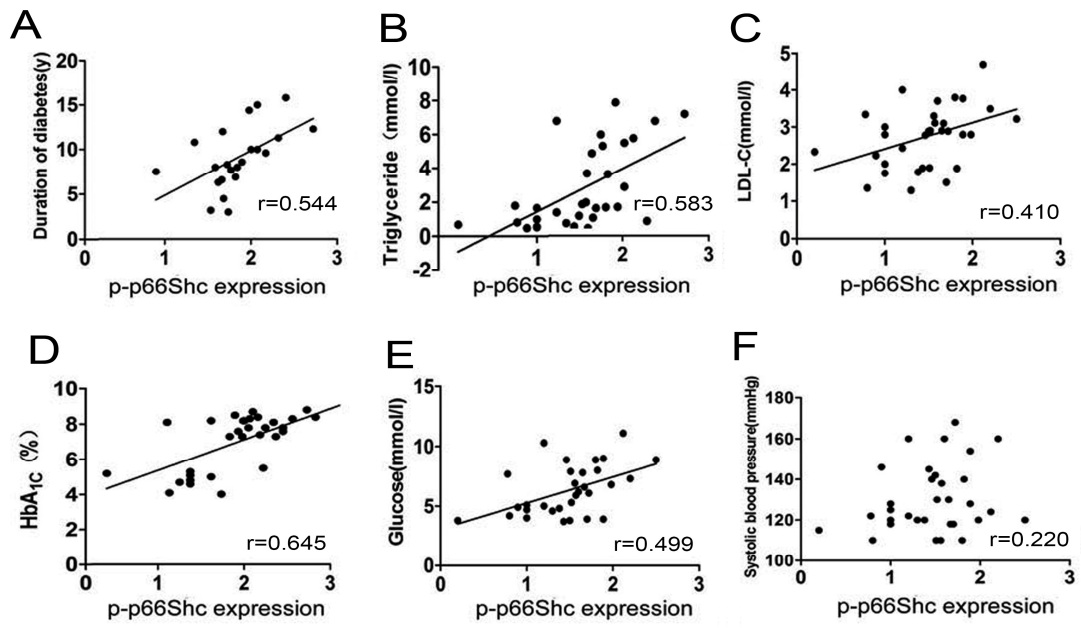 A
Duration of diabetes(y)
20
15
10
5
0
0
1
2
3
r=0.544
p-p66Shc expression
B
Triglyceride (mmol/l)
10
8
6
4
2
0
-2
1
2
3
r=0.583
p-p66Shc expression
C
LDL-C(mmol/l)
5
4
3
2
1
0
0
1
2
3
r=0.410
p-p66Shc expression
D
HbA1C (%)
10
8
6
4
2
0
0
1
2
3
r=0.645
p-p66Shc expression
E
Glucose(mmol/l)
15
10
5
0
0
1
2
3
r=0.499
p-p66Shc expression
F
Systolic blood pressure(mmHg)
180
160
140
120
100
0
1
2
3
r=0.220
p-p66Shc expression